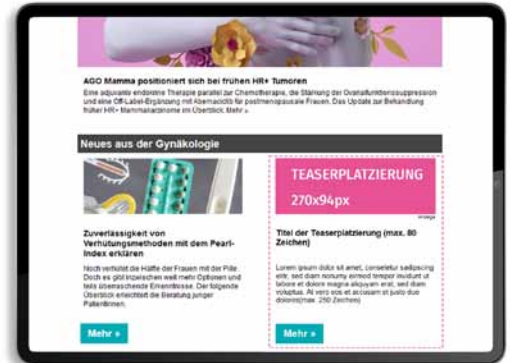 AGO Mamma positioniert sich bei frühen HR+ Tumoren
Eine adjuvante endokrine Therapie parallel zur Chemotherapie, die Stärkung der Ovarialfunktionssuppression
und eine Off-Label-Ergänzung mit Abemaciclib für postmenopausale Frauen. Das Update zur Behandlung
früher HR+ Mammakarzinome im Überblick. Mehr »
Neues aus der Gynäkologie
Zuverlässigkeit von
Verhütungsmethoden mit dem Pearl-
Index erklären
Noch verhütet die Hälfte der Frauen mit der Pille.
Doch es gibt inzwischen weit mehr Optionen und
teils überraschende Erkenntnisse. Der folgende
Überblick erleichtert die Beratung junger
Patientinnen.
Mehr »
TEASERPLATZIERUNG
270x94px
Anzeige
Titel der Teaserplatzierung (max. 80
Zeichen)
Lorem ipsum dolor sit amet, consetetur sadipscing
elitr, sed diam nonumy eirmod tempor invidunt ut
labore et dolore magna aliquyam erat, sed diam
voluptua. At vero eos et accusam et justo duo
dolores(max. 250 Zeichen)
Mehr »